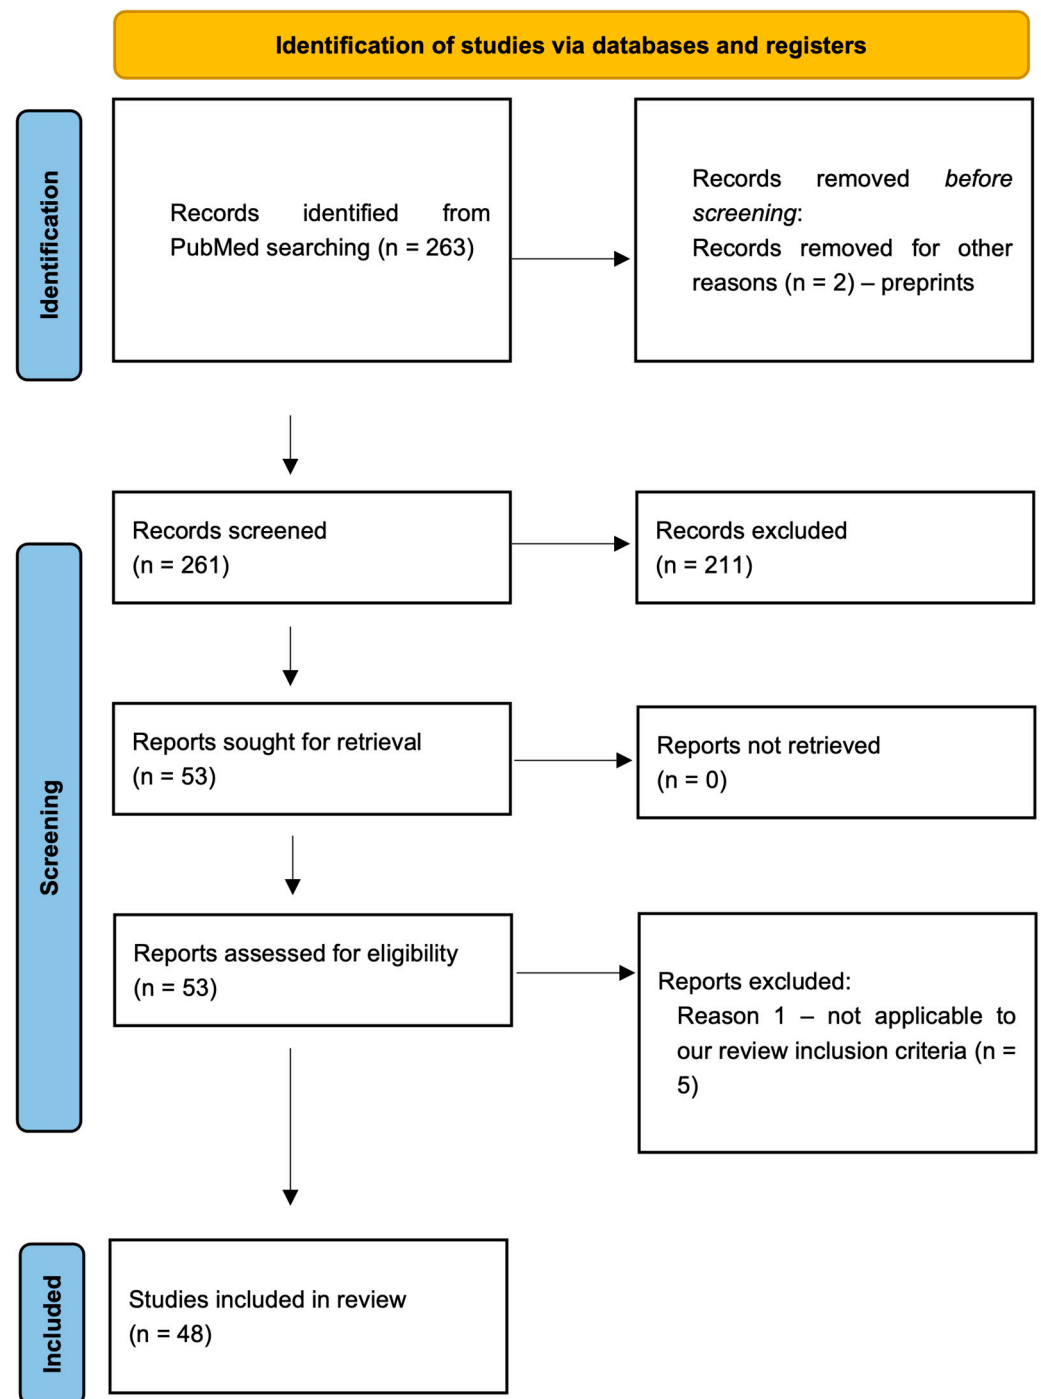 Identification of studies via databases and registers
Identification
Records identified from
PubMed searching (n = 263)
Records removed before
screening:
Records removed for other
reasons (n = 2) – preprints
Screening
Records screened
(n = 261)
Records excluded
(n = 211)
Reports sought for retrieval
(n = 53)
Reports not retrieved
(n = 0)
Reports assessed for eligibility
(n = 53)
Reports excluded:
Reason 1 – not applicable to
our review inclusion criteria (n =
5)
Included
Studies included in review
(n = 48)